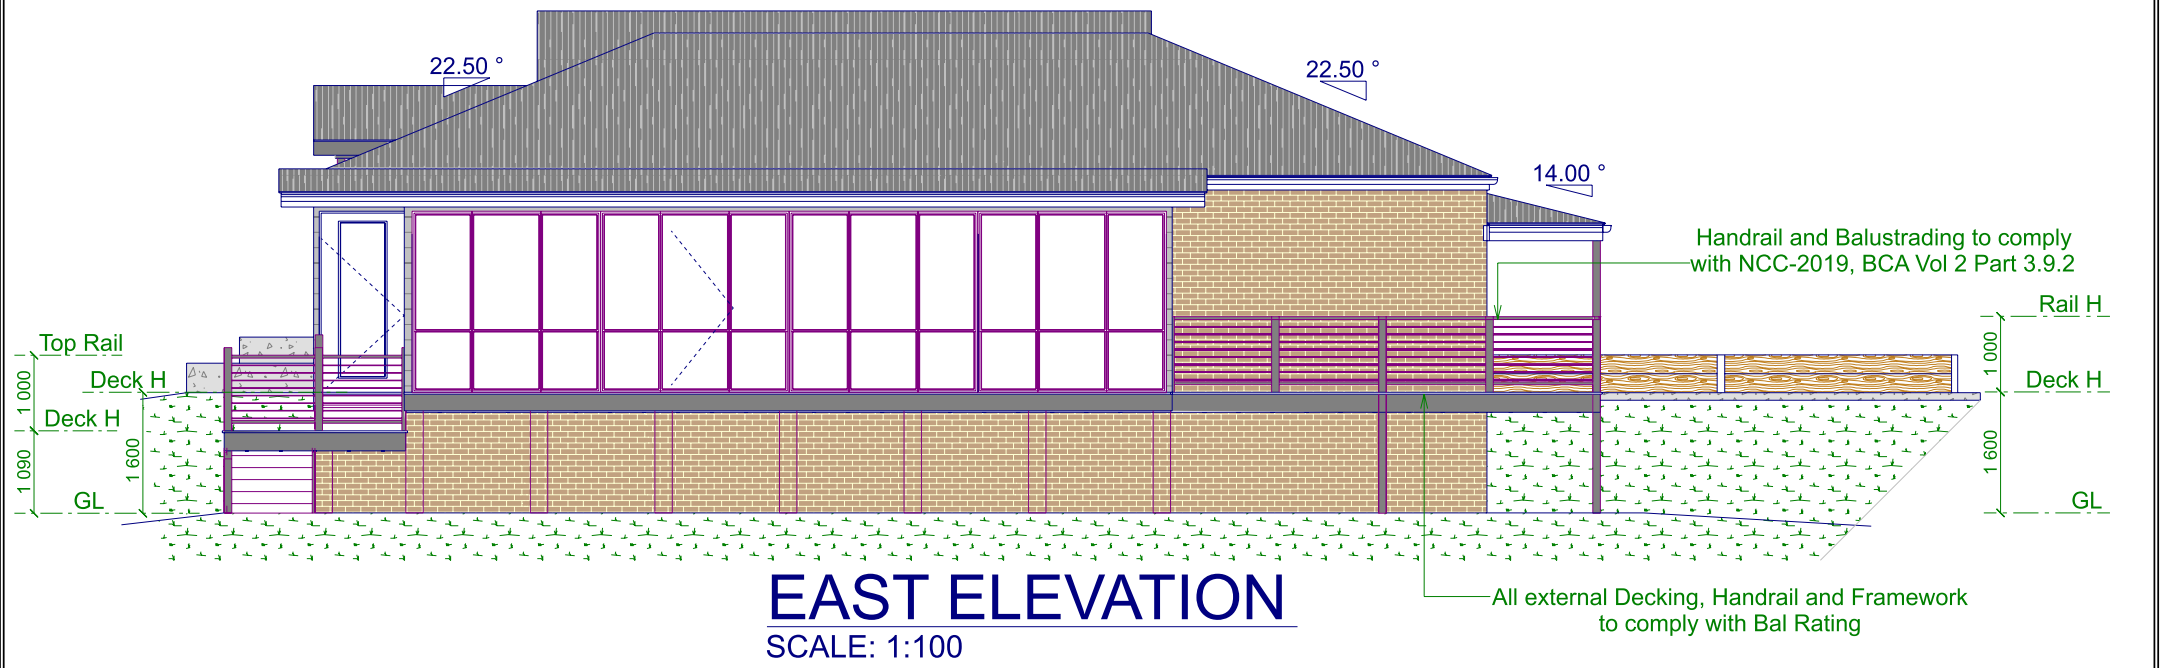 22.50 °
22.50 °
14.00 °
Handrail and Balustrading to comply
with NCC-2019, BCA Vol 2 Part 3.9.2
Rail H
1 000
Deck H
1 600
GL
Top Rail
1 000
Deck H
Deck H
1 090
1 600
GL
All external Decking, Handrail and Framework
to comply with Bal Rating
EAST ELEVATION
SCALE: 1:100